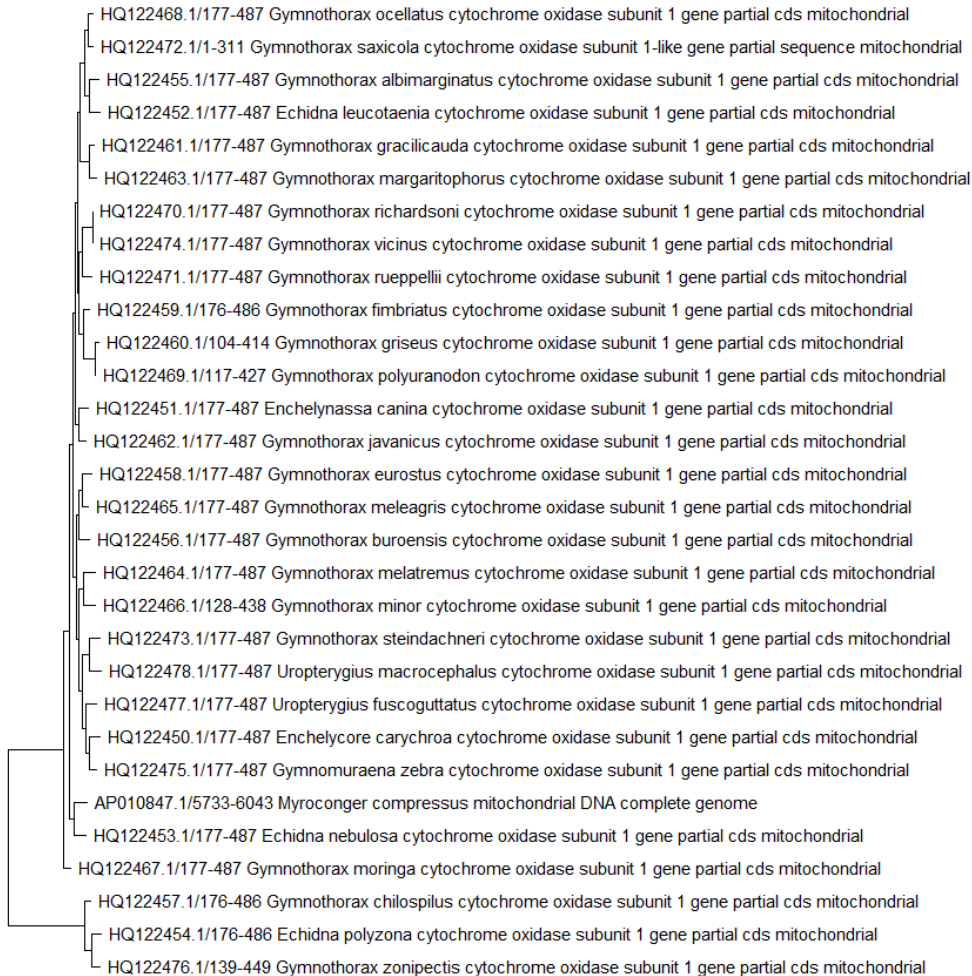 HQ122468.1/177-487 Gymnothorax ocellatus cytochrome oxidase subunit 1 gene partial cds mitochondrial
HQ122472.1/1-311 Gymnothorax saxicola cytochrome oxidase subunit 1-like gene partial sequence mitochondrial
HQ122455.1/177-487 Gymnothorax albimarginatus cytochrome oxidase subunit 1 gene partial cds mitochondrial
HQ122452.1/177-487 Echidna leucotaenia cytochrome oxidase subunit 1 gene partial cds mitochondrial
HQ122461.1/177-487 Gymnothorax gracilicauda cytochrome oxidase subunit 1 gene partial cds mitochondrial
HQ122463.1/177-487 Gymnothorax margaritophorus cytochrome oxidase subunit 1 gene partial cds mitochondrial
HQ122470.1/177-487 Gymnothorax richardsoni cytochrome oxidase subunit 1 gene partial cds mitochondrial
HQ122474.1/177-487 Gymnothorax vicinus cytochrome oxidase subunit 1 gene partial cds mitochondrial
HQ122471.1/177-487 Gymnothorax rueppellii cytochrome oxidase subunit 1 gene partial cds mitochondrial
HQ122459.1/176-486 Gymnothorax fimbriatus cytochrome oxidase subunit 1 gene partial cds mitochondrial
HQ122460.1/104-414 Gymnothorax griseus cytochrome oxidase subunit 1 gene partial cds mitochondrial
HQ122469.1/117-427 Gymnothorax polyuranodon cytochrome oxidase subunit 1 gene partial cds mitochondrial
HQ122451.1/177-487 Enchelynassa canina cytochrome oxidase subunit 1 gene partial cds mitochondrial
HQ122462.1/177-487 Gymnothorax javanicus cytochrome oxidase subunit 1 gene partial cds mitochondrial
HQ122458.1/177-487 Gymnothorax eurostus cytochrome oxidase subunit 1 gene partial cds mitochondrial
HQ122465.1/177-487 Gymnothorax meleagris cytochrome oxidase subunit 1 gene partial cds mitochondrial
HQ122456.1/177-487 Gymnothorax buroensis cytochrome oxidase subunit 1 gene partial cds mitochondrial
HQ122464.1/177-487 Gymnothorax melatremus cytochrome oxidase subunit 1 gene partial cds mitochondrial
HQ122466.1/128-438 Gymnothorax minor cytochrome oxidase subunit 1 gene partial cds mitochondrial
HQ122473.1/177-487 Gymnothorax steindachneri cytochrome oxidase subunit 1 gene partial cds mitochondrial
HQ122478.1/177-487 Uropterygius macrocephalus cytochrome oxidase subunit 1 gene partial cds mitochondrial
HQ122477.1/177-487 Uropterygius fuscoguttatus cytochrome oxidase subunit 1 gene partial cds mitochondrial
HQ122450.1/177-487 Enchelycore carychroa cytochrome oxidase subunit 1 gene partial cds mitochondrial
HQ122475.1/177-487 Gymnomuraena zebra cytochrome oxidase subunit 1 gene partial cds mitochondrial
AP010847.1/5733-6043 Myroconger compressus mitochondrial DNA complete genome
HQ122453.1/177-487 Echidna nebulosa cytochrome oxidase subunit 1 gene partial cds mitochondrial
HQ122467.1/177-487 Gymnothorax moringa cytochrome oxidase subunit 1 gene partial cds mitochondrial
HQ122457.1/176-486 Gymnothorax chilospilus cytochrome oxidase subunit 1 gene partial cds mitochondrial
HQ122454.1/176-486 Echidna polyzona cytochrome oxidase subunit 1 gene partial cds mitochondrial
HQ122476.1/139-449 Gymnothorax zonipectis cytochrome oxidase subunit 1 gene partial cds mitochondrial